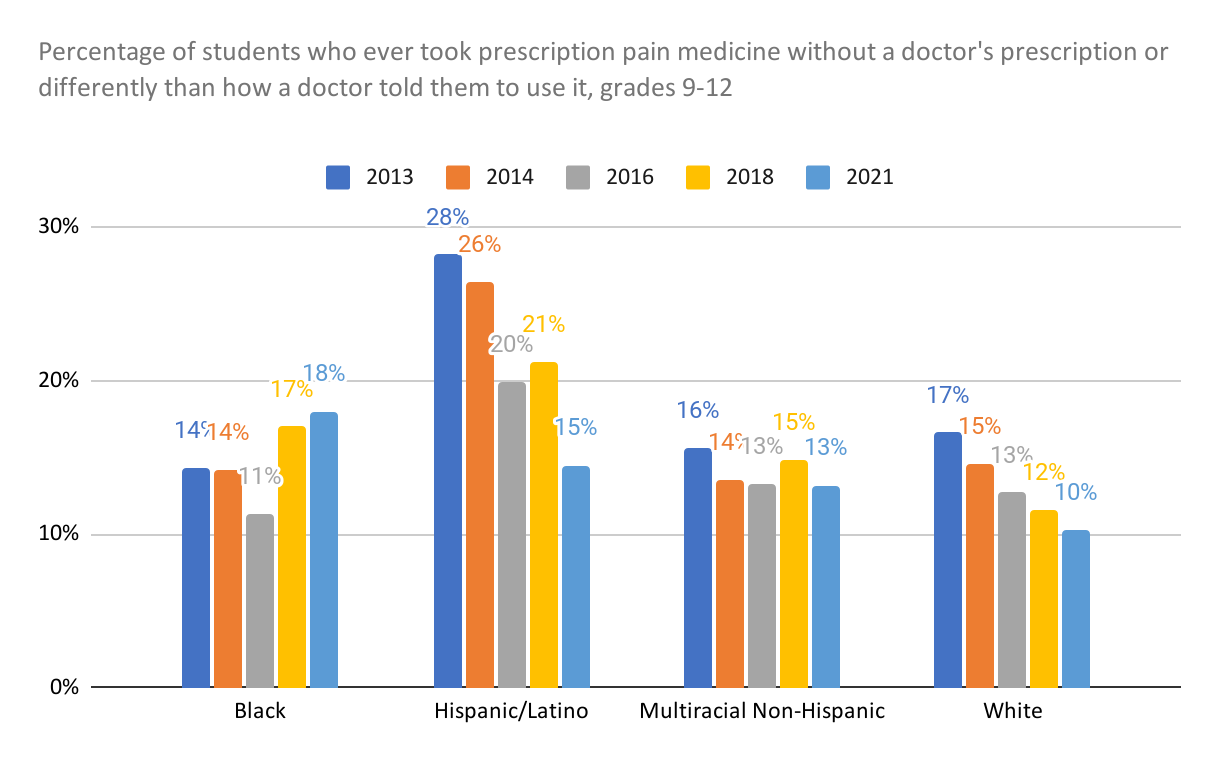 Percentage of students who ever took prescription pain medicine without a doctor's prescription or
differently than how a doctor told them to use it, grades 9-12
2013 2014 2016 2018 2021
30%
20%
10%
0%
14% 14% 11% 17% 18%
28% 26% 20% 21% 15%
16% 14% 13% 15% 13%
17% 15% 13% 12% 10%
Black Hispanic/Latino Multiracial Non-Hispanic White